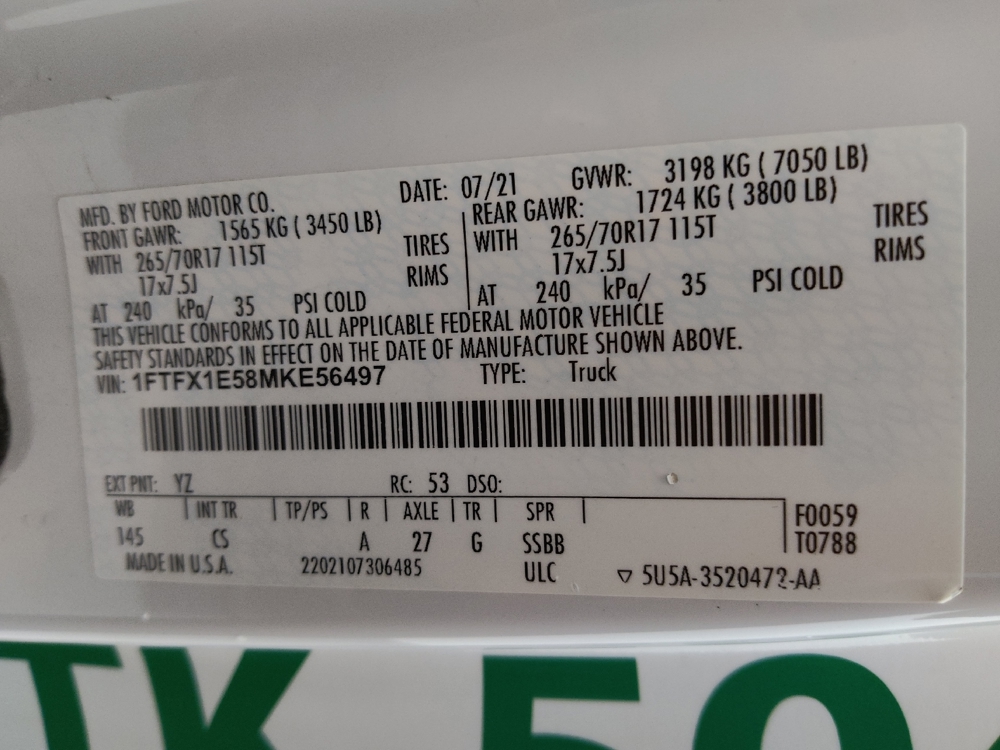 MFD. BY FORD MOTOR CO. DATE: 07/21 GVWR: 3198 KG ( 7050 LB)
FRONT GAWR: 1565 KG ( 3450 LB) REAR GAWR: 1724 KG ( 3800 LB)
WITH 265/70R17 115T TIRES WITH 265/70R17 115T TIRES
17x7.5J RIMS 17x7.5J RIMS
AT 240 kPa/ 35 PSI COLD AT 240 kPa/ 35 PSI COLD
THIS VEHICLE CONFORMS TO ALL APPLICABLE FEDERAL MOTOR VEHICLE
SAFETY STANDARDS IN EFFECT ON THE DATE OF MANUFACTURE SHOWN ABOVE.
VIN: 1FTFX1E58MKE56497 TYPE: Truck
EXT PNT: YZ RC: 53 DSO:
WB INT TR TP/PS R AXLE TR SPR F0059
145 CS A 27 G SSBB T0788
MADE IN U.S.A. 2202107306485 ULC ▽ 5U5A-3520472-AA
TK 50